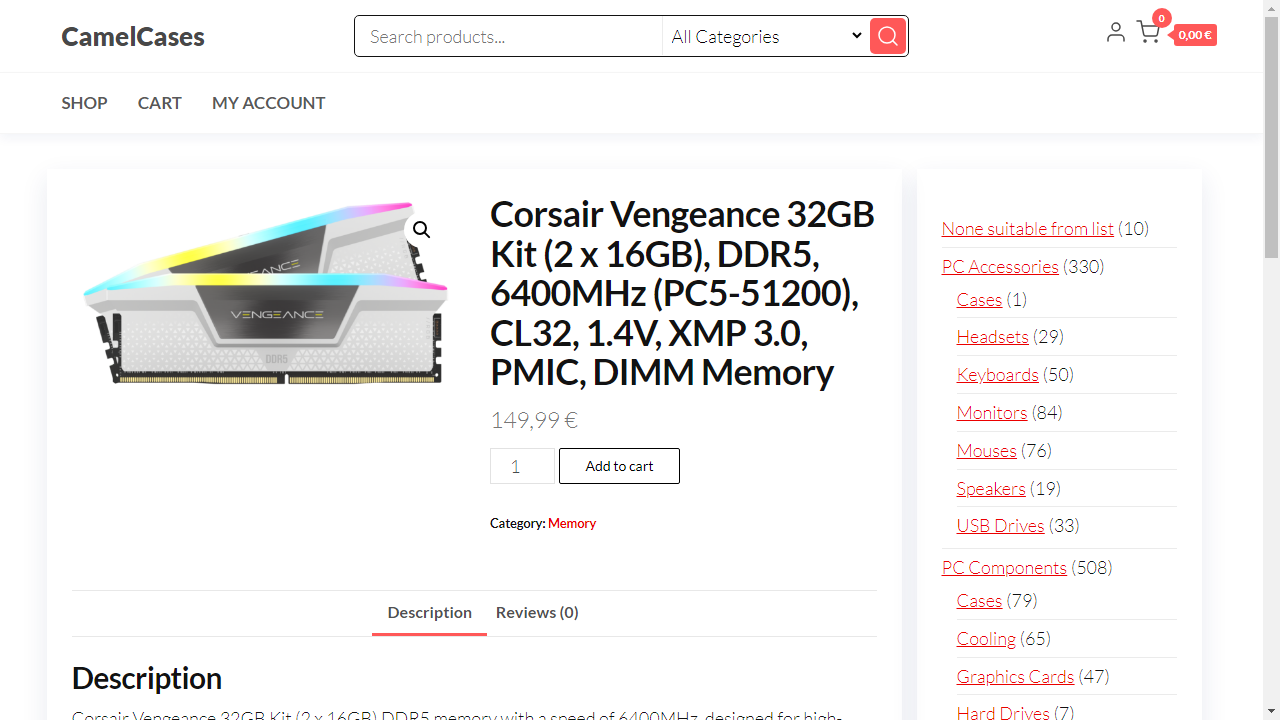 CamelCases
Search products...
All Categories
0
0,00 €
SHOP
CART
MY ACCOUNT
VENGEANCE
VENGEANCE
DDR5
Corsair Vengeance 32GB
Kit (2 x 16GB), DDR5,
6400MHz (PC5-51200),
CL32, 1.4V, XMP 3.0,
PMIC, DIMM Memory
149,99 €
1
Add to cart
Category: Memory
Description
Reviews (0)
Description
Corsair Vengeance 32GB Kit (2 x 16GB) DDR5 memory with a speed of 6400MHz, designed for high-
None suitable from list (10)
PC Accessories (330)
Cases (1)
Headsets (29)
Keyboards (50)
Monitors (84)
Mouses (76)
Speakers (19)
USB Drives (33)
PC Components (508)
Cases (79)
Cooling (65)
Graphics Cards (47)
Hard Drives (7)